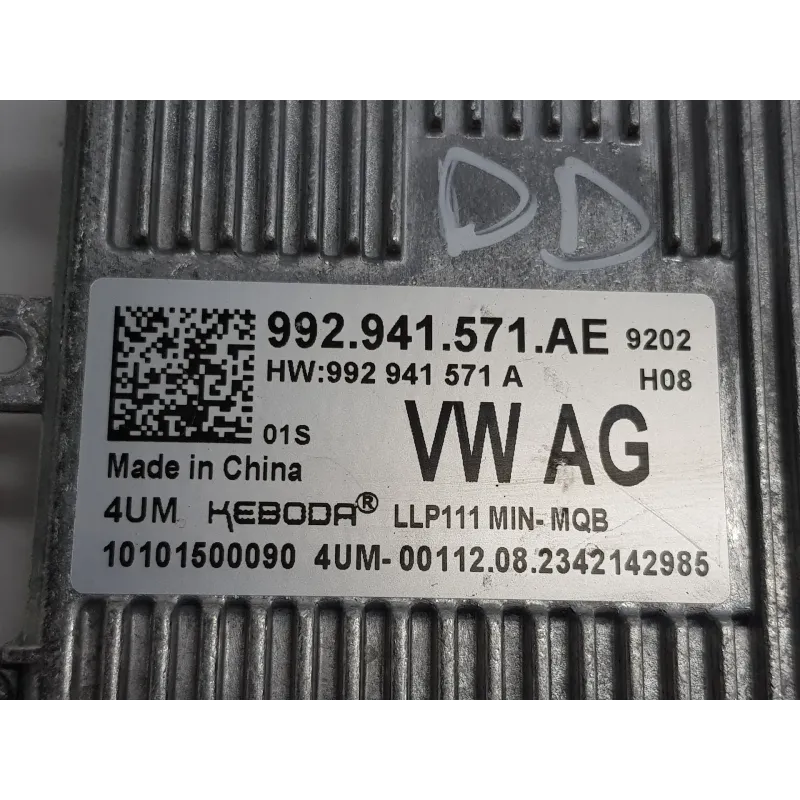 DD
992.941.571.AE 9202
HW:992 941 571 A H08
01S VW AG
Made in China
4UM KEBODA® LLP111 MIN-MQB
10101500090 4UM-00112.08.2342142985